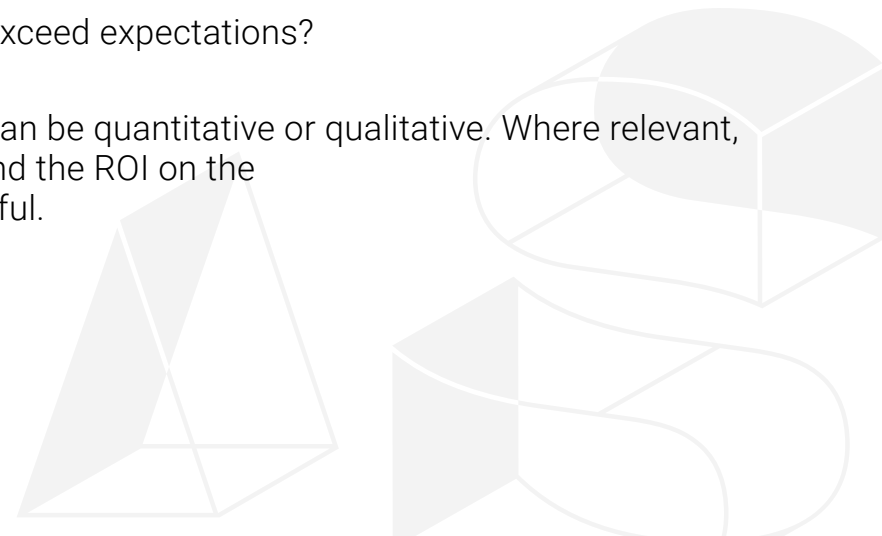 xceed expectations?
an be quantitative or qualitative. Where relevant,
nd the ROI on the
ful.